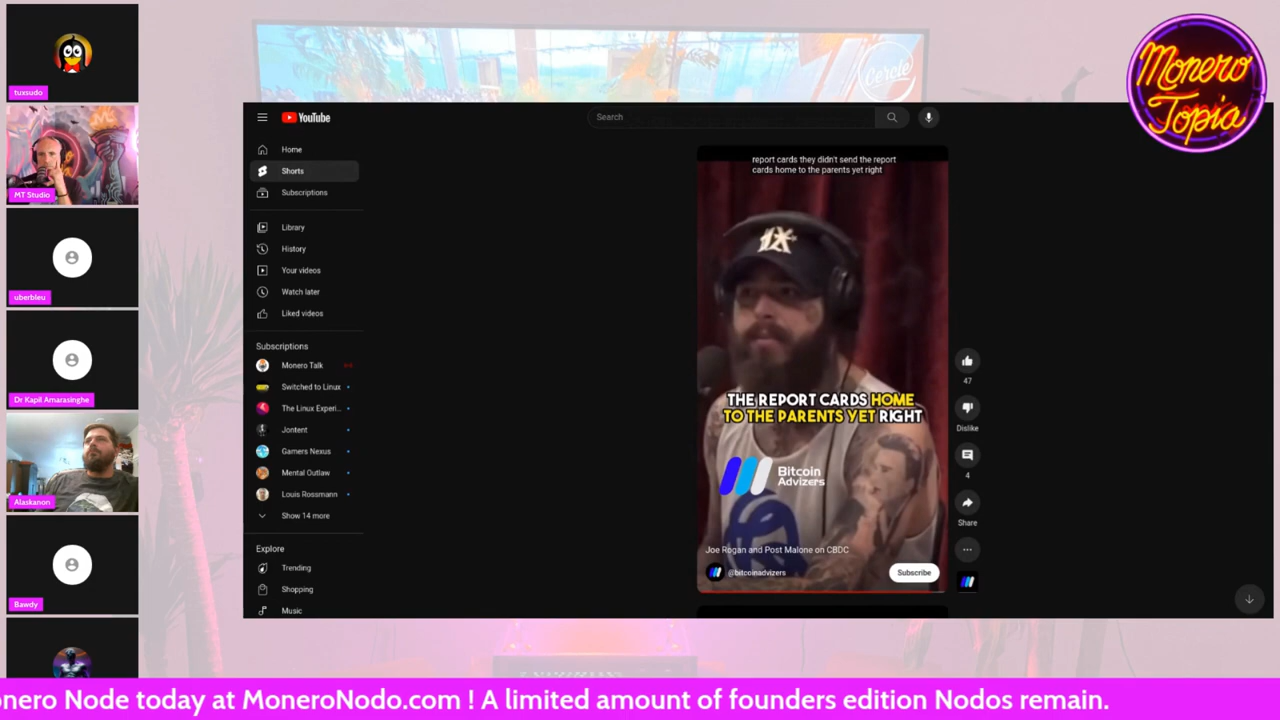 tuxsudo
MT Studio
uberbleu
Dr Kapil Amarasinghe
Alaskanon
Bawdy
Cercle
Monero
Topia
YouTube
Search
Home
Shorts
Subscriptions
Library
History
Your videos
Watch later
Liked videos
Subscriptions
Monero Talk
Switched to Linux
The Linux Experi...
Jontent
Gamers Nexus
Mental Outlaw
Louis Rossmann
Show 14 more
Explore
Trending
Shopping
Music
report cards they didn't send the report
cards home to the parents yet right
THE REPORT CARDS HOME
TO THE PARENTS YET RIGHT
Bitcoin
Advizers
Joe Rogan and Post Malone on CBDC
@bitcoinadvizers
Subscribe
47
Dislike
4
Share
onero Node today at MoneroNodo.com ! A limited amount of founders edition Nodos remain.